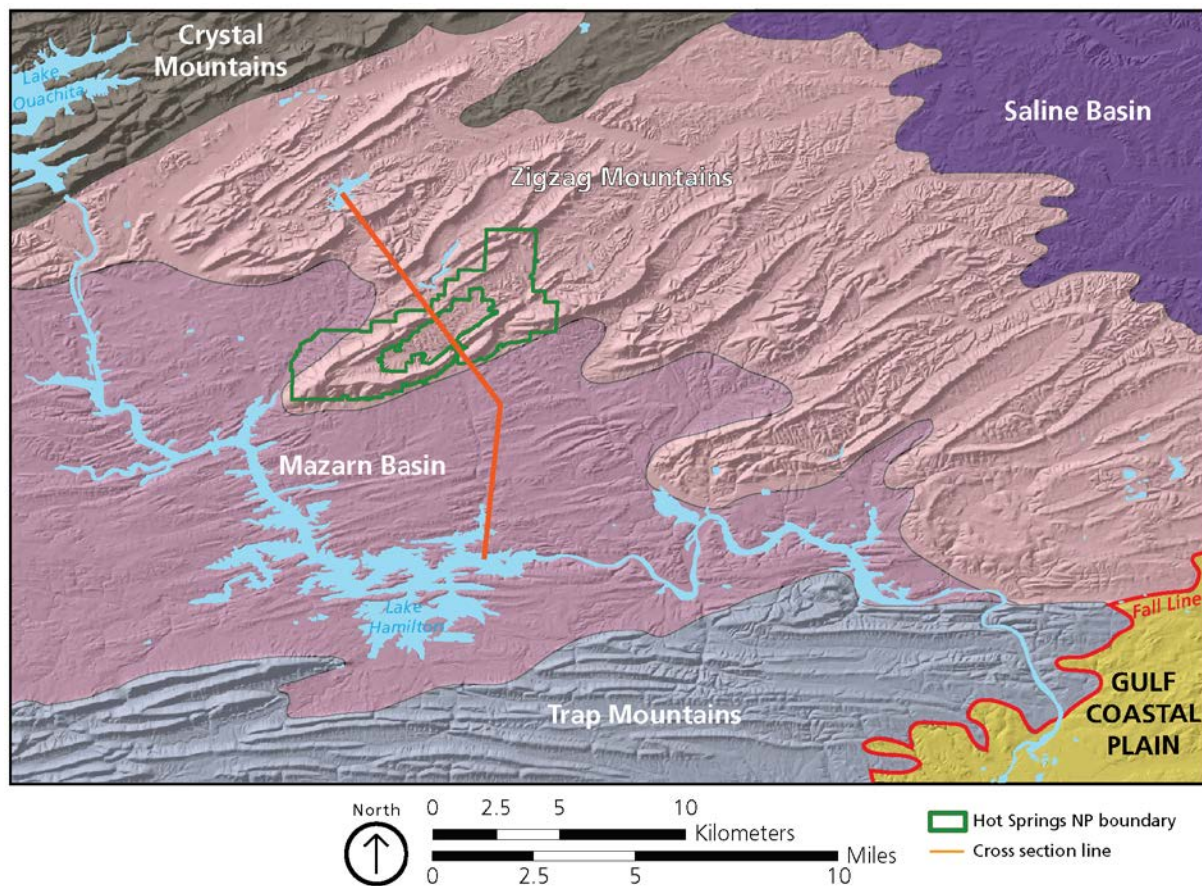 Crystal
Mountains
Lake
Ouachita
Saline Basin
Zigzag Mountains
Mazarn Basin
Lake
Hamilton
Fall Line
Trap Mountains
GULF
COASTAL
PLAIN
North
0 2.5 5 10
Kilometers
Miles
0 2.5 5 10
Hot Springs NP boundary
Cross section line